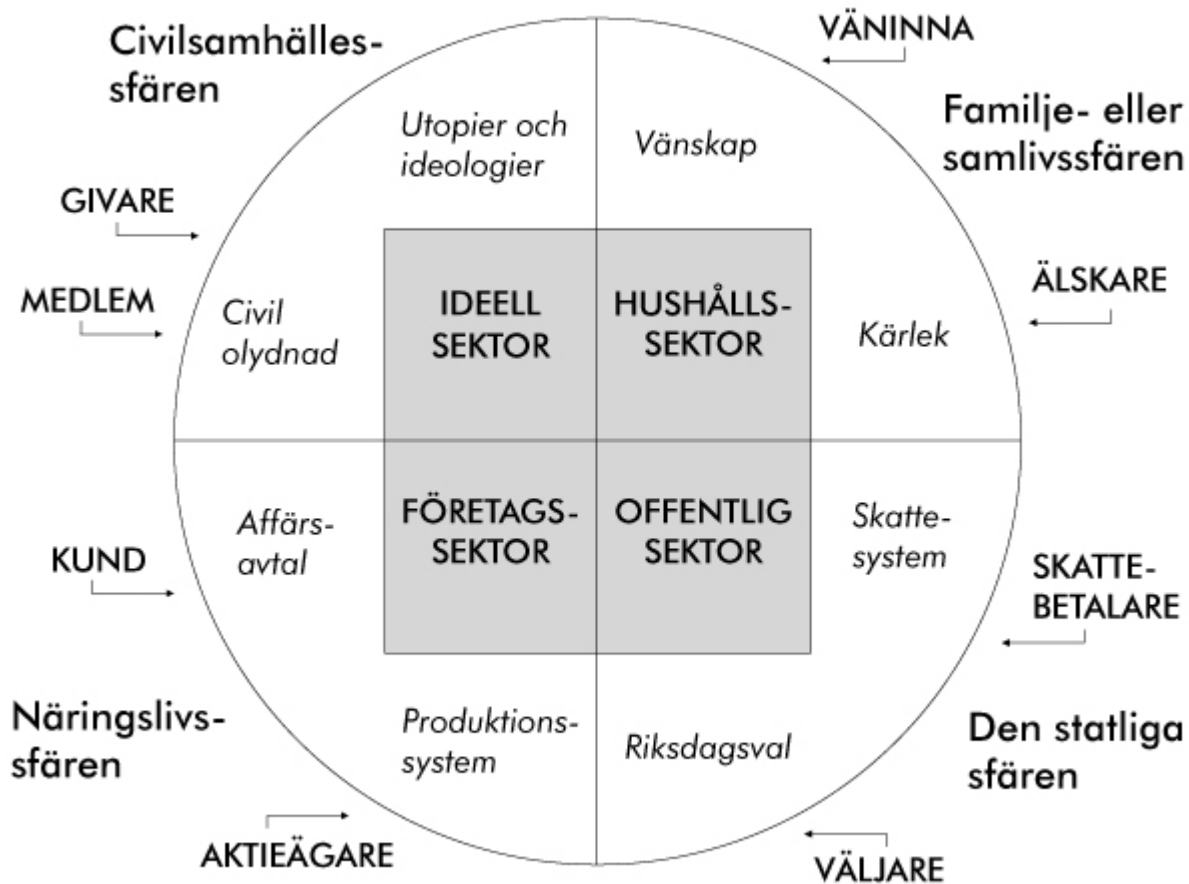 Civilsamhälles-
sfären
VÄNINNA
Familje- eller
samlivssfären
Utopier och
ideologier
Vänskap
GIVARE
MEDLEM
ÄLSKARE
Civil
olydnad
IDEELL
SEKTOR
HUSHÅLLS-
SEKTOR
Kärlek
Affärs-
avtal
FÖRETAGS-
SEKTOR
OFFENTLIG
SEKTOR
Skatte-
system
KUND
SKATTE-
BETALARE
Näringslivs-
sfären
Produktions-
system
Riksdagsval
Den statliga
sfären
AKTIEÄGARE
VÄLJARE